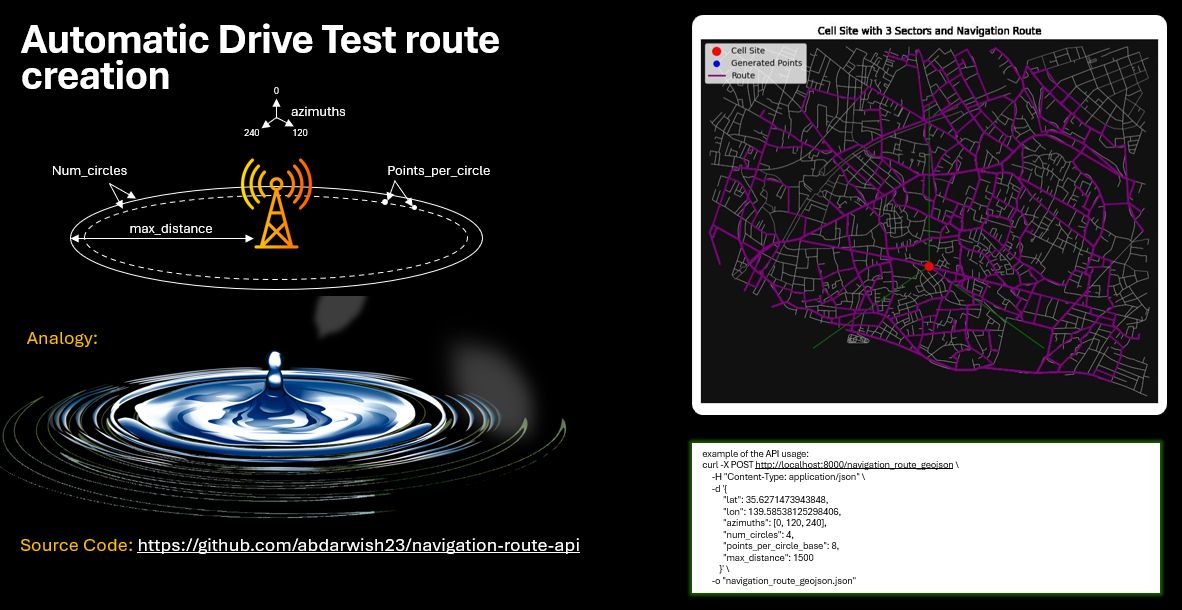 Automatic Drive Test route
creation
0
azimuths
240
120
Num_circles
Points_per_circle
max_distance
Analogy:
Source Code: https://github.com/abdarwish23/navigation-route-api
Cell Site with 3 Sectors and Navigation Route
Cell Site
Generated Points
Route
example of the API usage:
curl -X POST http://localhost:8000/navigation_route_geojson \
-H "Content-Type: application/json" \
-d '{
"lat": 35.6271473943848,
"lon": 139.58538125298406,
"azimuths": [0, 120, 240],
"num_circles": 4,
"points_per_circle_base": 8,
"max_distance": 1500
}' \
-o "navigation_route_geojson.json"